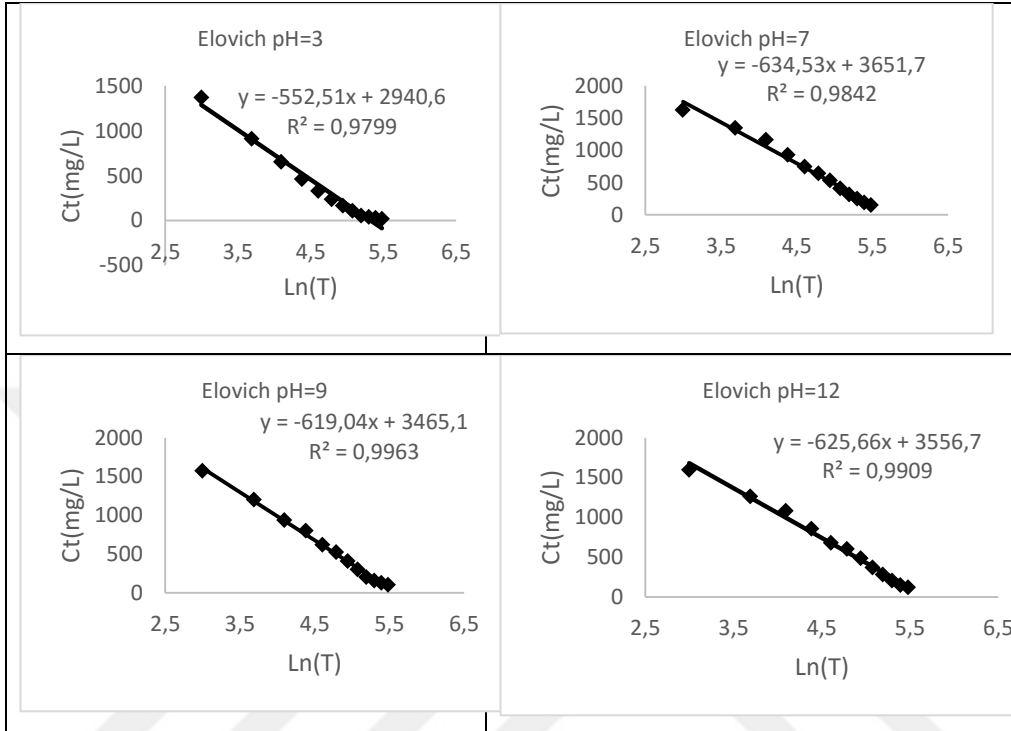 Elovich pH=3
y = -552,51x + 2940,6
R² = 0,9799
1500
1000
500
0
-500
2,5 3,5 4,5 5,5 6,5
Ct(mg/L)
Ln(T)
Elovich pH=7
y = -634,53x + 3651,7
R² = 0,9842
2000
1500
1000
500
0
2,5 3,5 4,5 5,5 6,5
Ct(mg/L)
Ln(T)
Elovich pH=9
y = -619,04x + 3465,1
R² = 0,9963
2000
1500
1000
500
0
2,5 3,5 4,5 5,5 6,5
Ct(mg/L)
Ln(T)
Elovich pH=12
y = -625,66x + 3556,7
R² = 0,9909
2000
1500
1000
500
0
2,5 3,5 4,5 5,5 6,5
Ct(mg/L)
Ln(T)